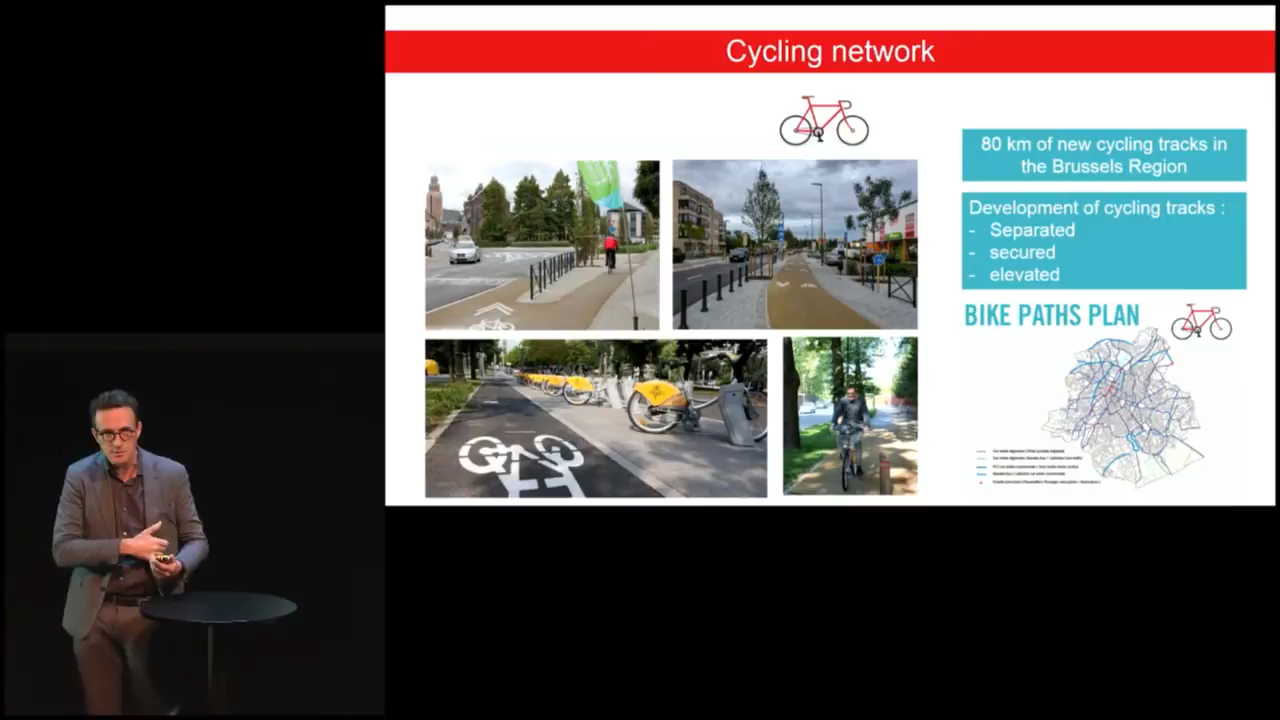 Cycling network
80 km of new cycling tracks in
the Brussels Region
Development of cycling tracks :
- Separated
- secured
- elevated
BIKE PATHS PLAN